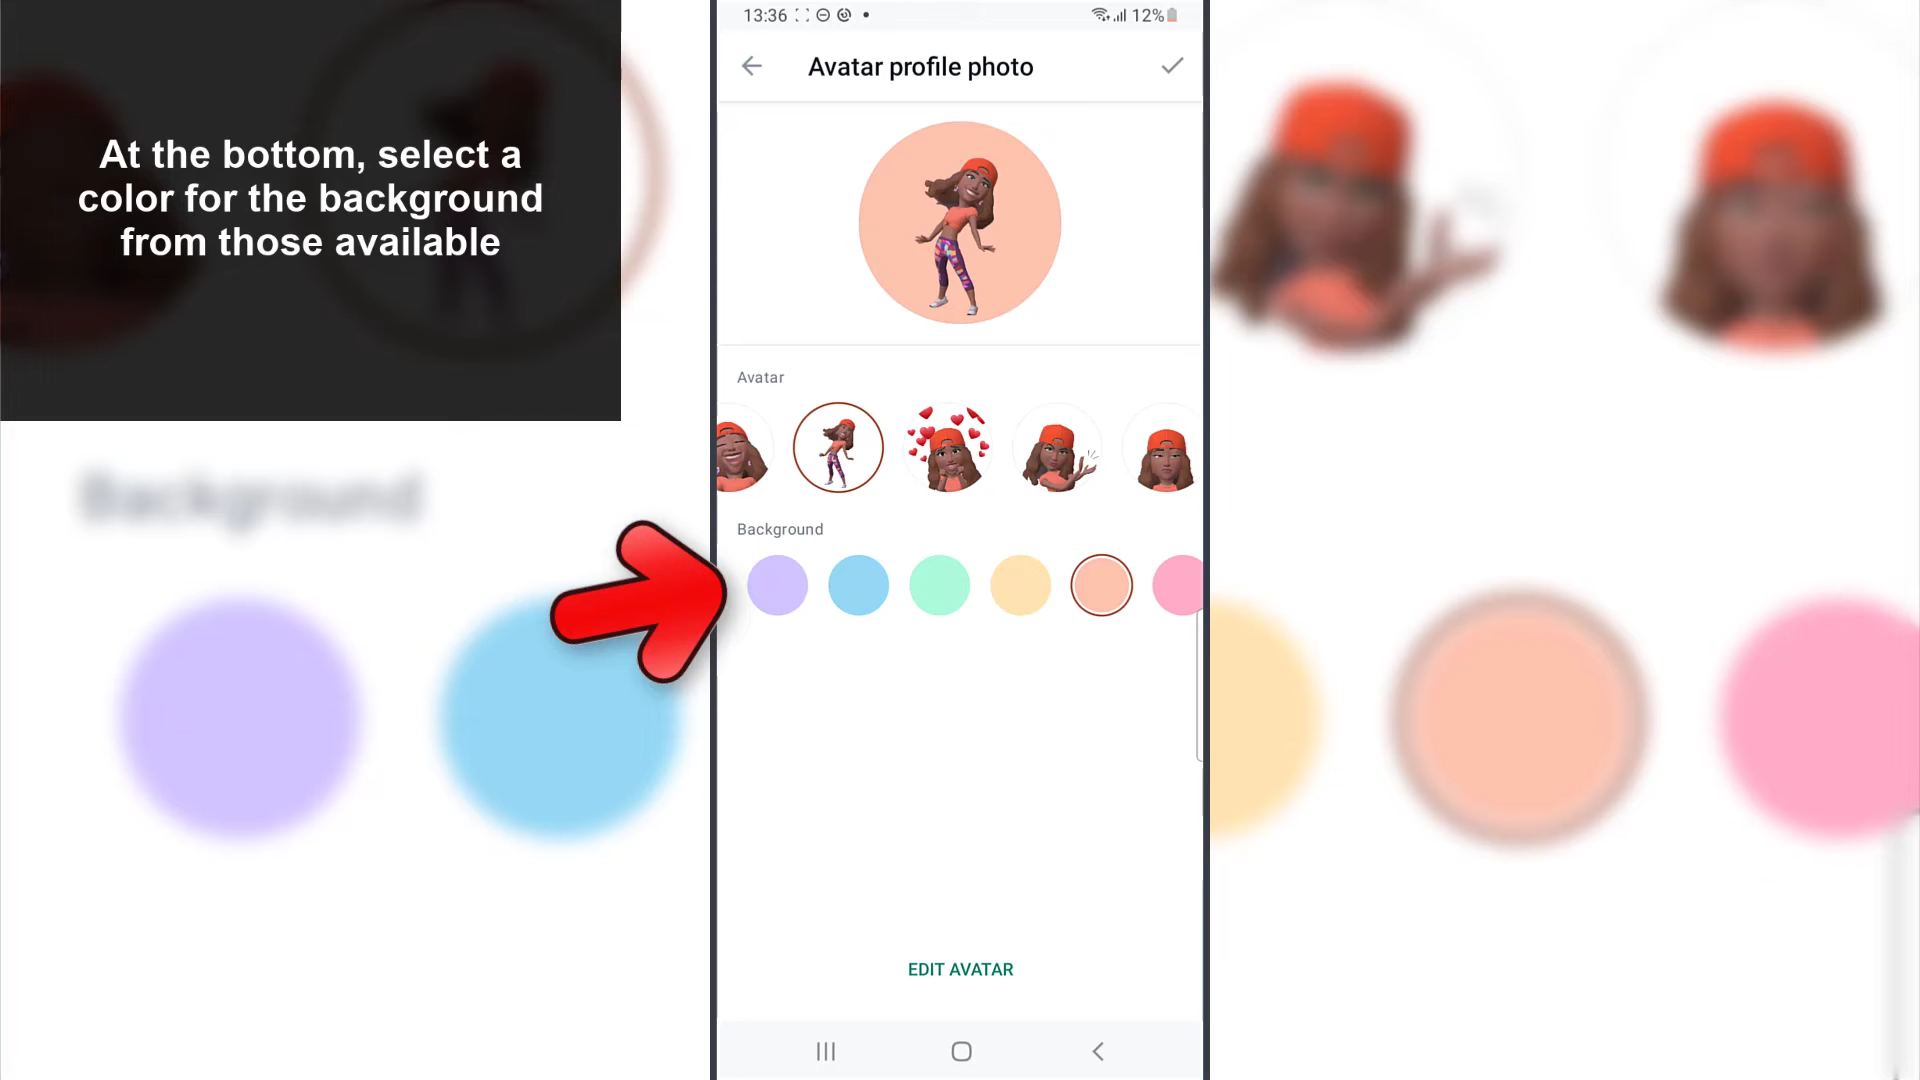 13:36
12%
Avatar profile photo
At the bottom, select a
color for the background
from those available
Avatar
Background
Background
EDIT AVATAR